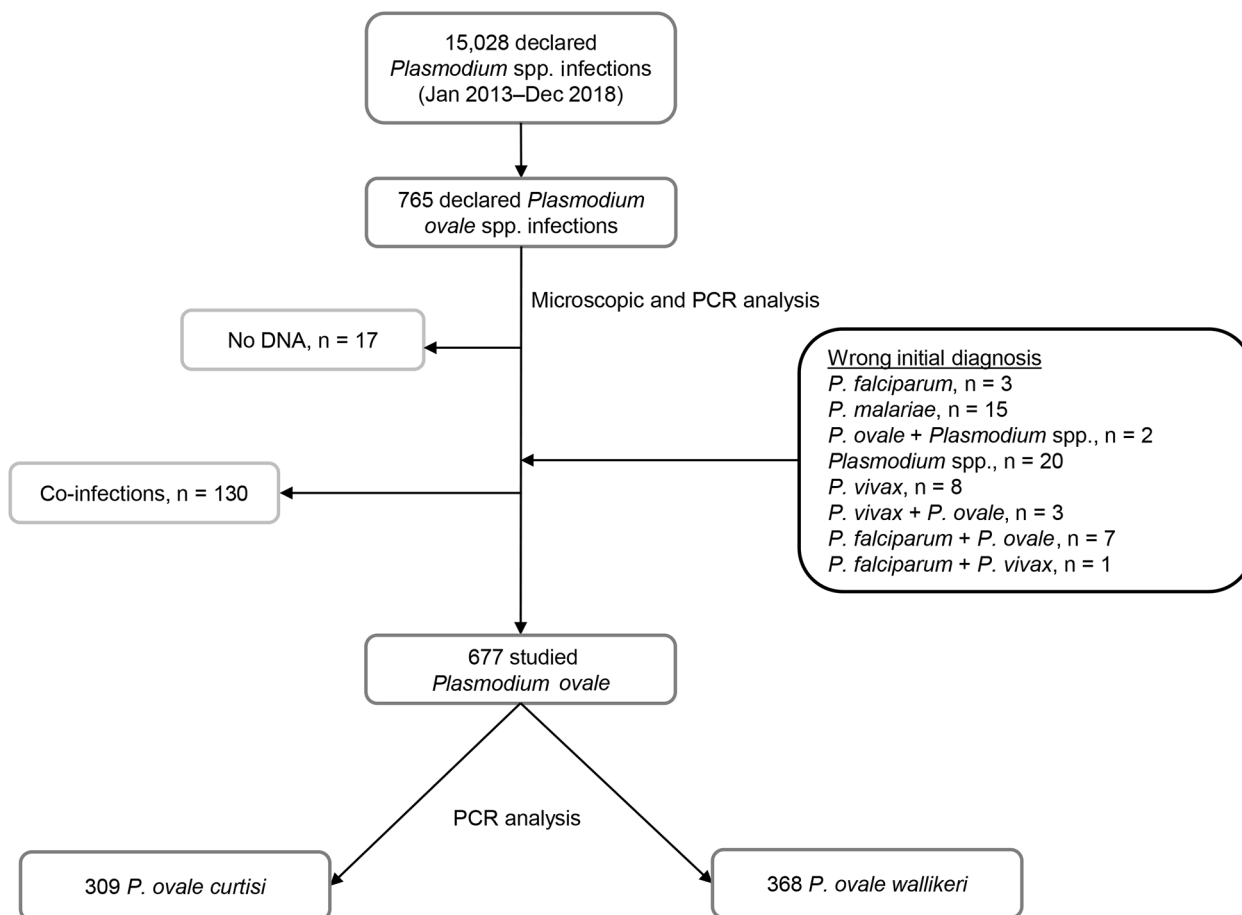 15,028 declared
Plasmodium spp. infections
(Jan 2013–Dec 2018)
765 declared Plasmodium
ovale spp. infections
Microscopic and PCR analysis
No DNA, n = 17
Wrong initial diagnosis
P. falciparum, n = 3
P. malariae, n = 15
P. ovale + Plasmodium spp., n = 2
Plasmodium spp., n = 20
P. vivax, n = 8
P. vivax + P. ovale, n = 3
P. falciparum + P. ovale, n = 7
P. falciparum + P. vivax, n = 1
Co-infections, n = 130
677 studied
Plasmodium ovale
PCR analysis
309 P. ovale curtisi
368 P. ovale wallikeri